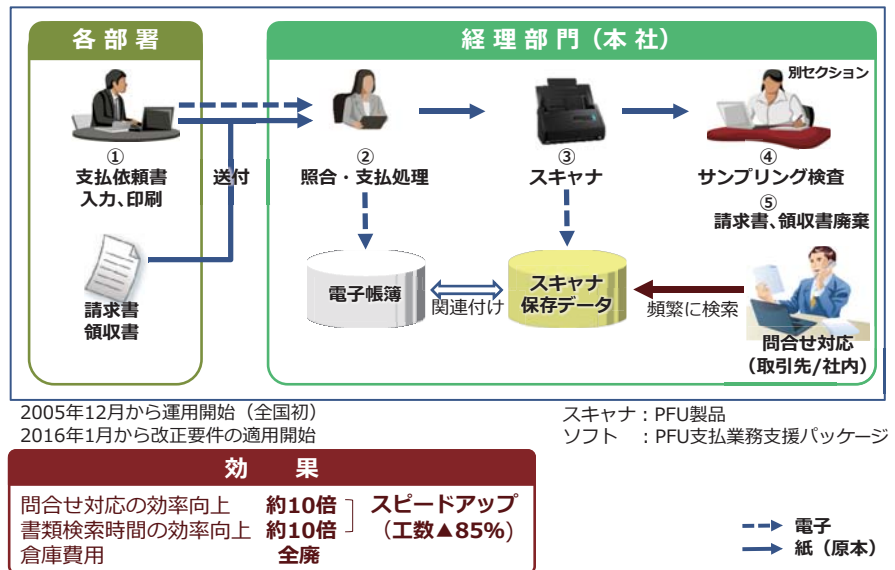 各部署
経理部門（本社）
別セクション
①
支払依頼書
入力、印刷
送付
②
照合・支払処理
③
スキャナ
④
サンプリング検査
⑤
請求書、領収書廃棄
請求書
領収書
電子帳簿
関連付け
スキャナ
保存データ
頻繁に検索
問合せ対応
（取引先/社内）
2005年12月から運用開始（全国初）
2016年1月から改正要件の適用開始
スキャナ：PFU製品
ソフト　：PFU支払業務支援パッケージ
効　果
問合せ対応の効率向上　約10倍　スピードアップ
書類検索時間の効率向上　約10倍　（工数▲85%）
倉庫費用　全廃
電子
紙（原本）